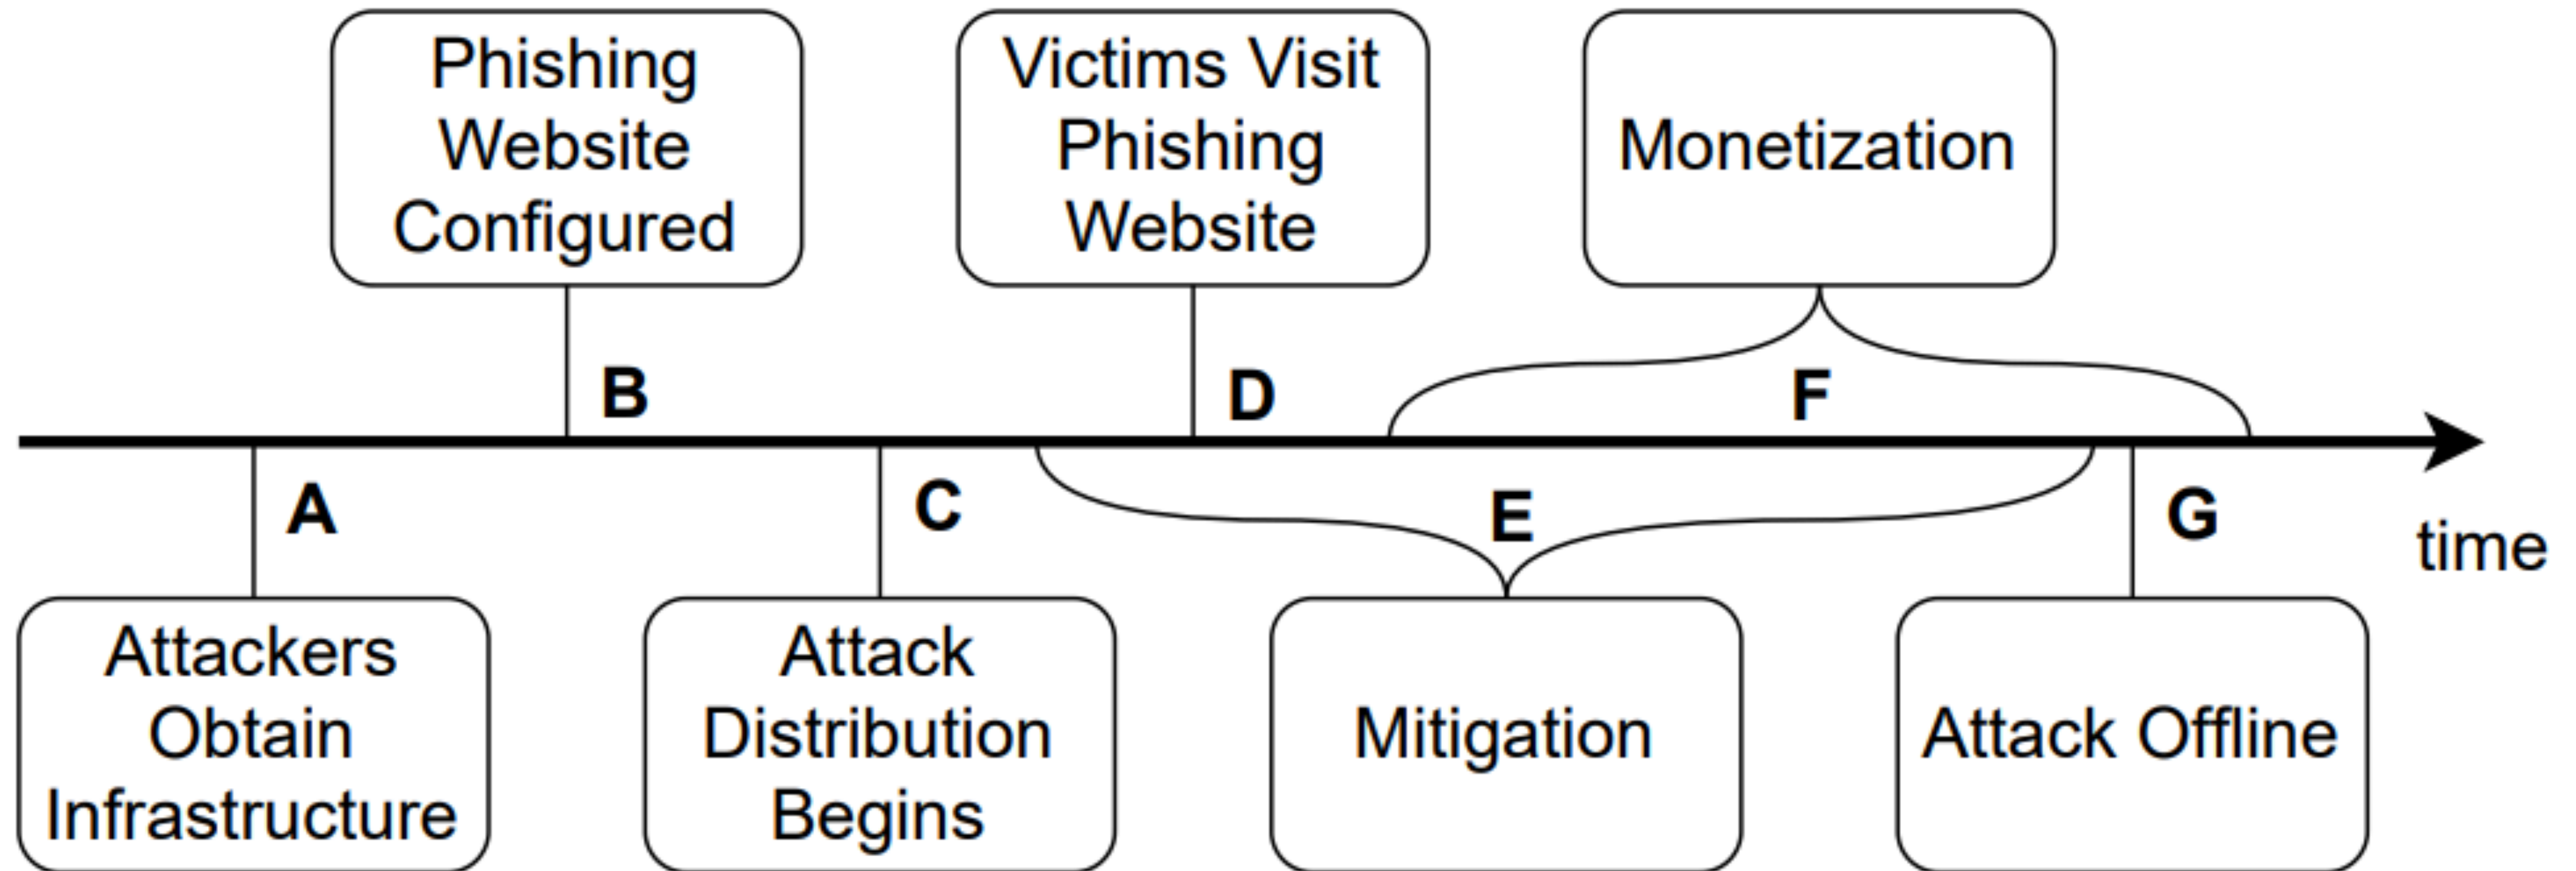 Phishing
Website
Configured
Victims Visit
Phishing
Website
Monetization
B
D
F
A
C
E
G
time
Attackers
Obtain
Infrastructure
Attack
Distribution
Begins
Mitigation
Attack Offline